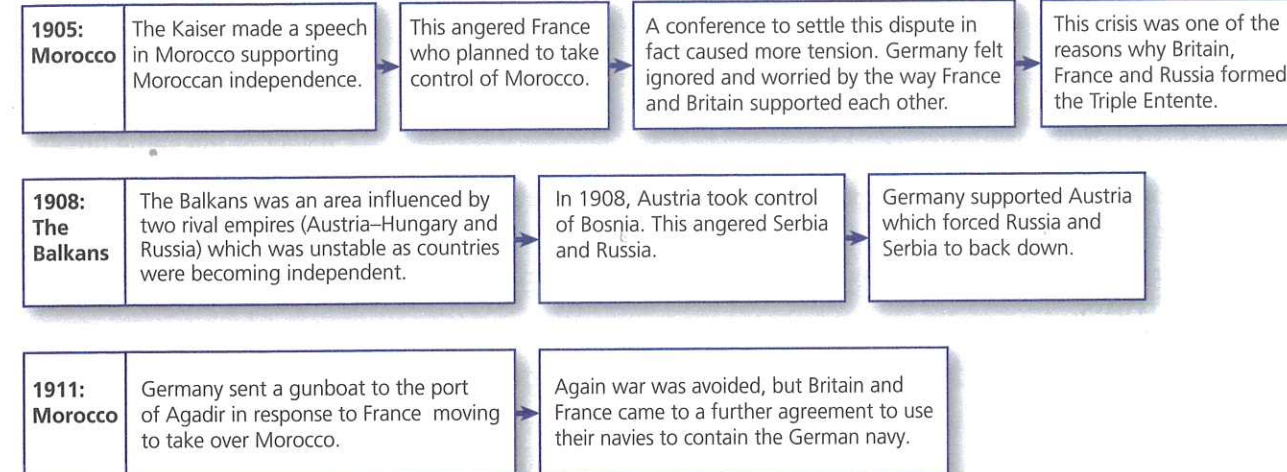 1905:
Morocco
The Kaiser made a speech
in Morocco supporting
Moroccan independence.
This angered France
who planned to take
control of Morocco.
A conference to settle this dispute in
fact caused more tension. Germany felt
ignored and worried by the way France
and Britain supported each other.
This crisis was one of the
reasons why Britain,
France and Russia formed
the Triple Entente.
1908:
The
Balkans
The Balkans was an area influenced by
two rival empires (Austria–Hungary and
Russia) which was unstable as countries
were becoming independent.
In 1908, Austria took control
of Bosnia. This angered Serbia
and Russia.
Germany supported Austria
which forced Russia and
Serbia to back down.
1911:
Morocco
Germany sent a gunboat to the port
of Agadir in response to France moving
to take over Morocco.
Again war was avoided, but Britain and
France came to a further agreement to use
their navies to contain the German navy.